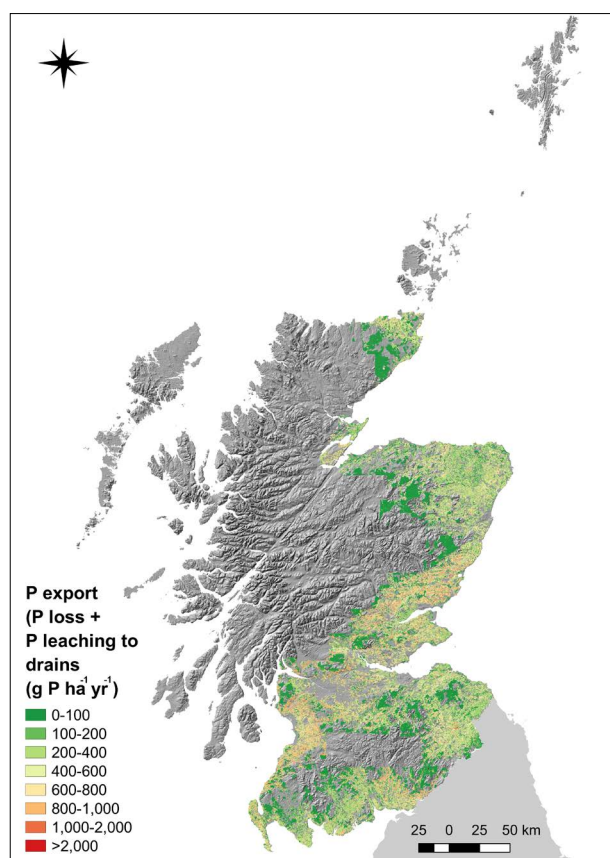 P export
(P loss +
P leaching to
drains
(g P ha⁻¹ yr⁻¹)
0-100
100-200
200-400
400-600
600-800
800-1,000
1,000-2,000
>2,000
25 0 25 50 km